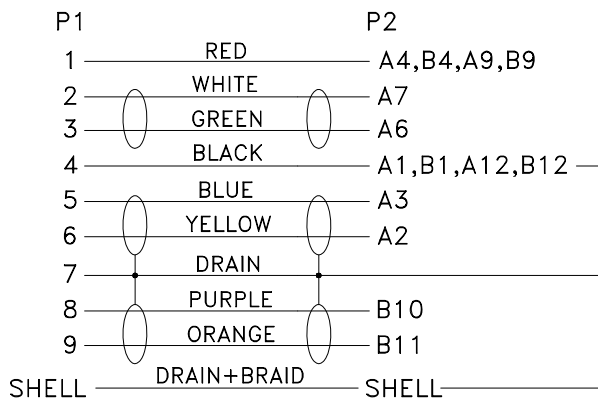 P1 P2
1 RED A4,B4,A9,B9
2 WHITE A7
3 GREEN A6
4 BLACK A1,B1,A12,B12
5 BLUE A3
6 YELLOW A2
7 DRAIN
8 PURPLE B10
9 ORANGE B11
SHELL DRAIN+BRAID SHELL